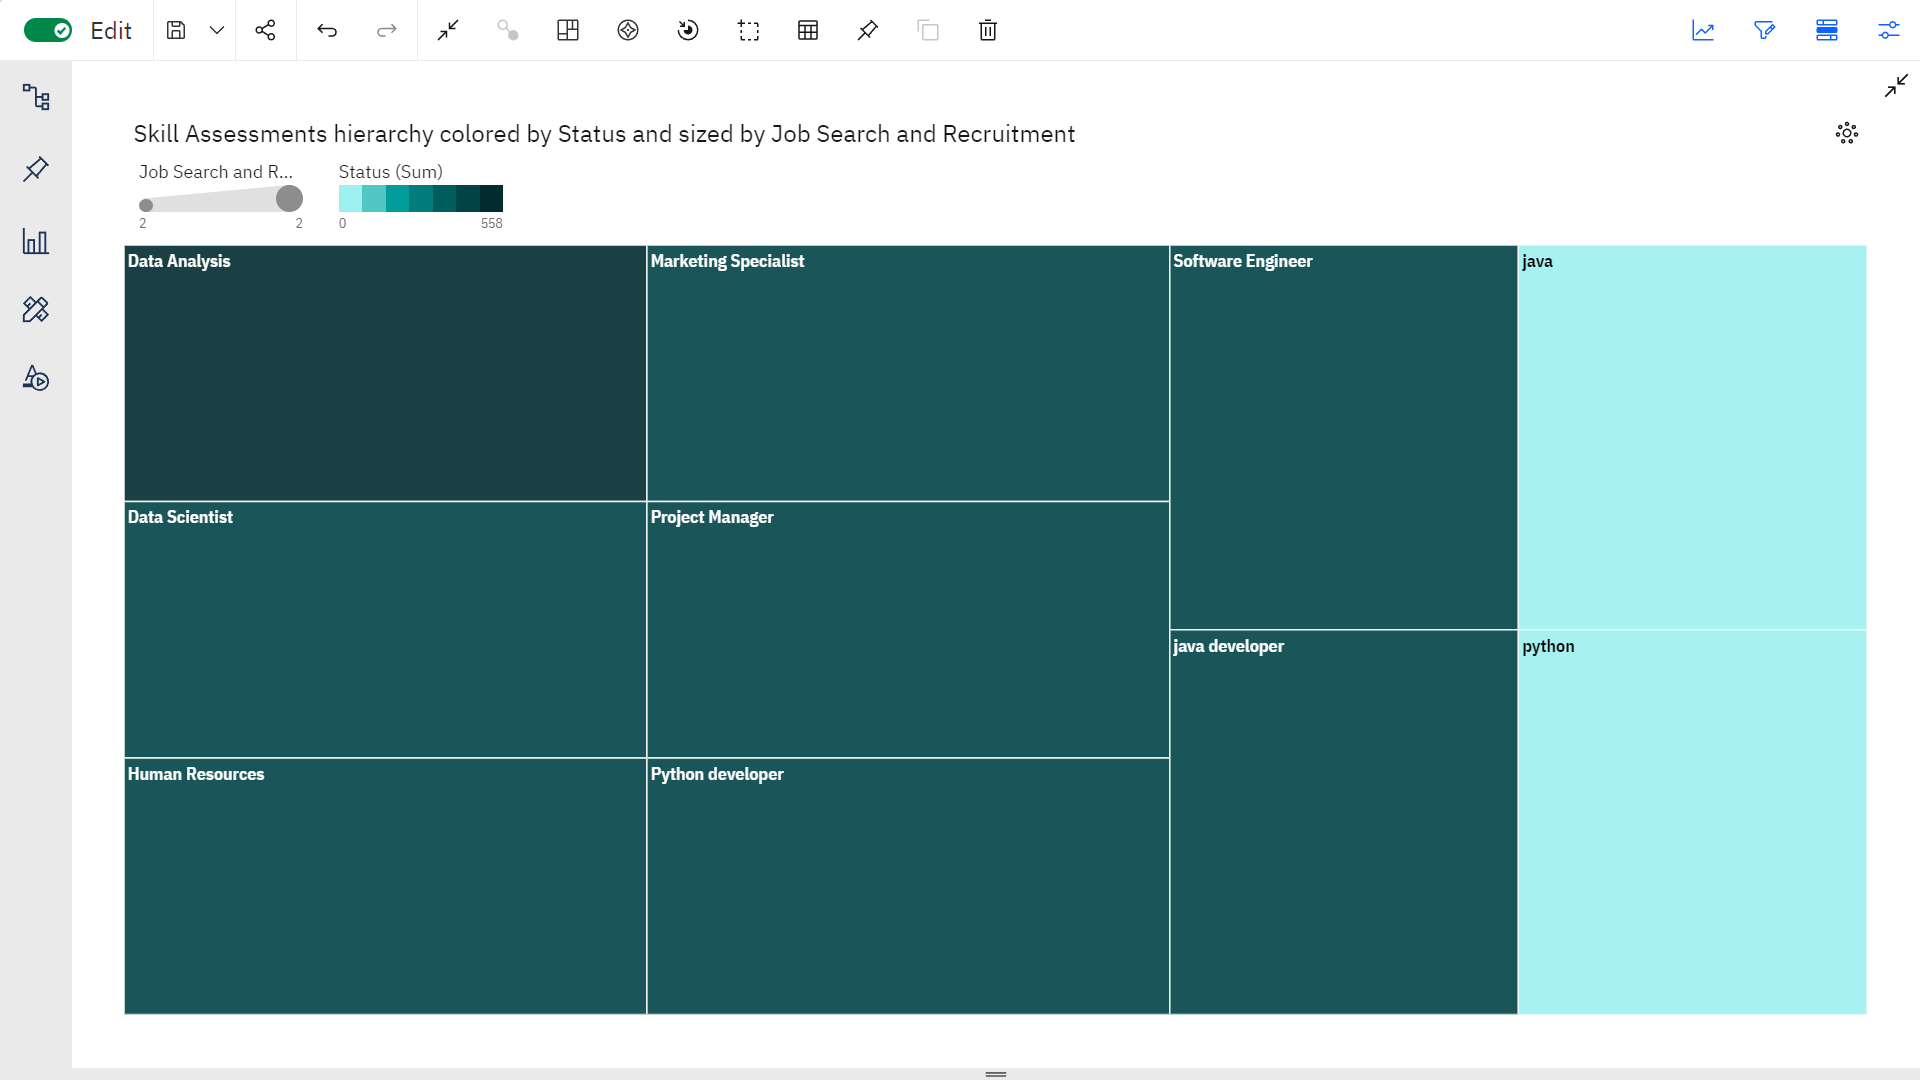 Edit
Skill Assessments hierarchy colored by Status and sized by Job Search and Recruitment
Job Search and R...
Status (Sum)
2
2
0
558
Data Analysis
Marketing Specialist
Software Engineer
java
Data Scientist
Project Manager
java developer
python
Human Resources
Python developer